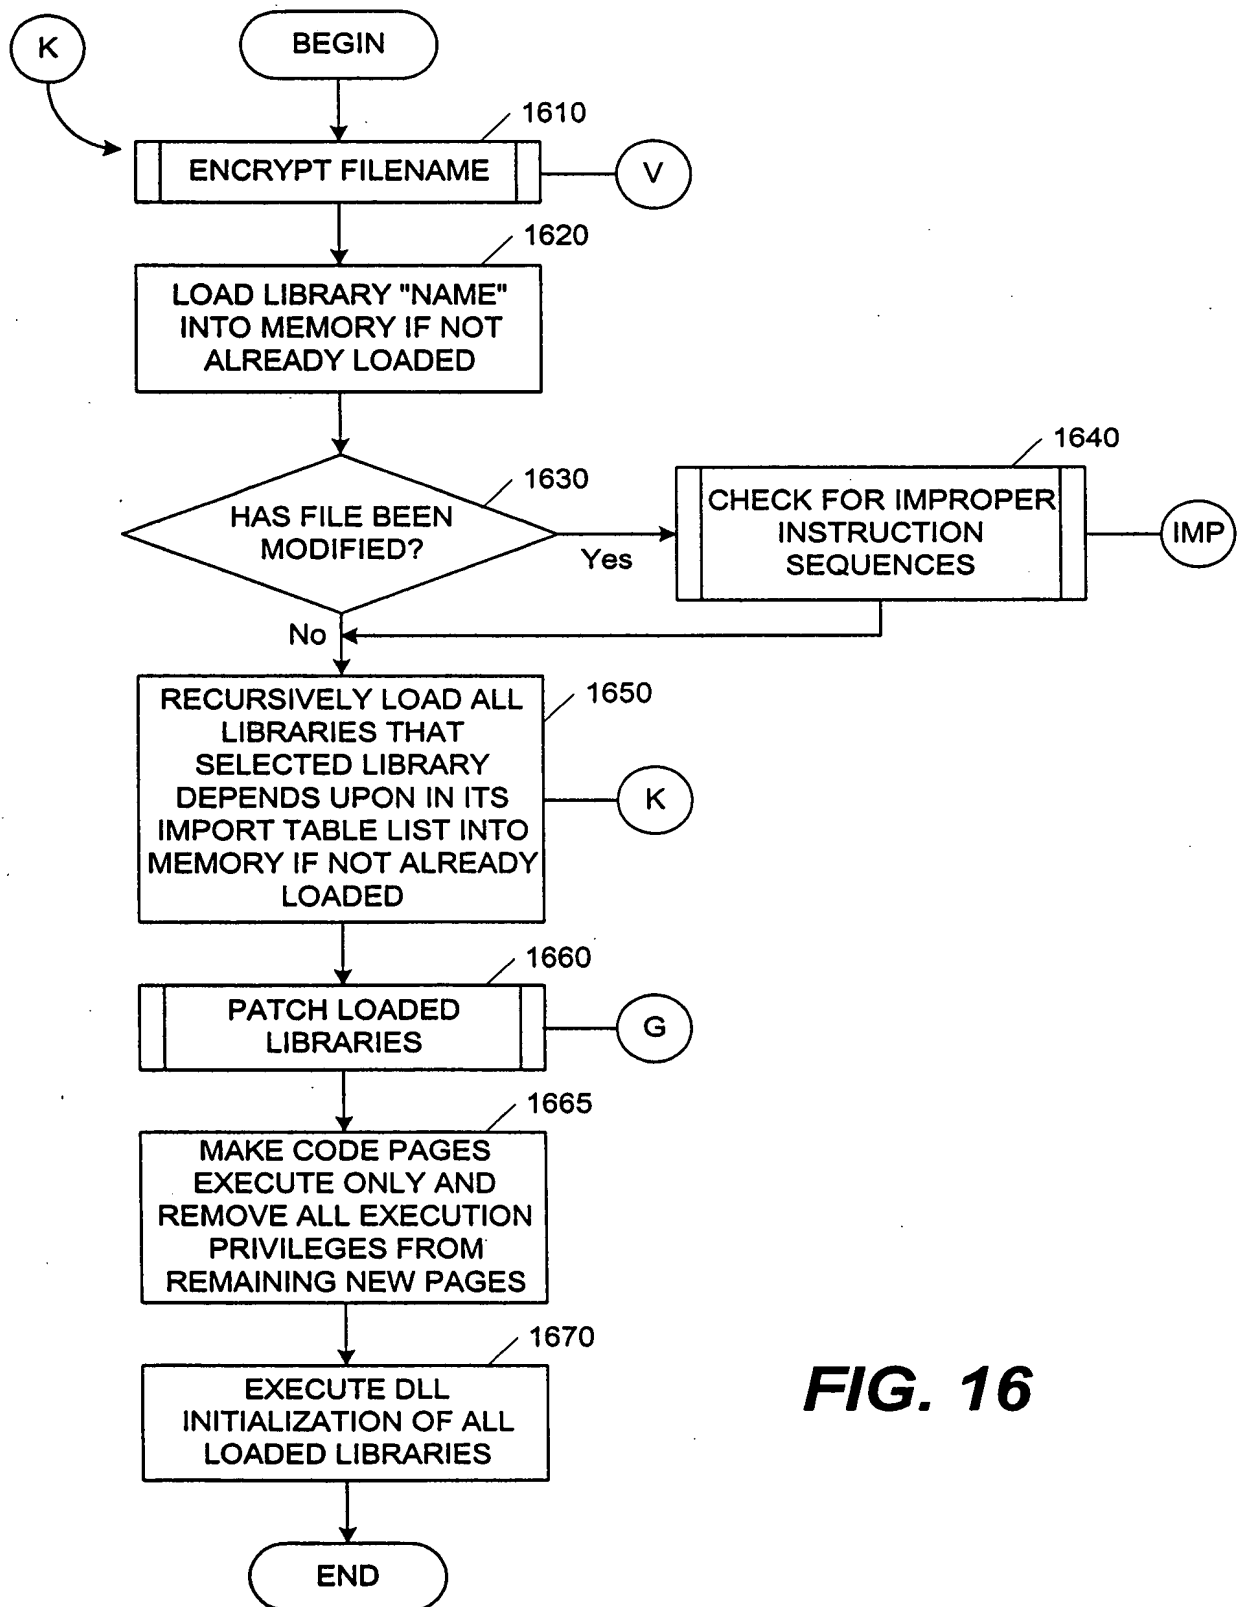 K
BEGIN
1610
ENCRYPT FILENAME
V
1620
LOAD LIBRARY "NAME"
INTO MEMORY IF NOT
ALREADY LOADED
1630
HAS FILE BEEN
MODIFIED?
Yes
No
1640
CHECK FOR IMPROPER
INSTRUCTION
SEQUENCES
IMP
1650
RECURSIVELY LOAD ALL
LIBRARIES THAT
SELECTED LIBRARY
DEPENDS UPON IN ITS
IMPORT TABLE LIST INTO
MEMORY IF NOT ALREADY
LOADED
K
1660
PATCH LOADED
LIBRARIES
G
1665
MAKE CODE PAGES
EXECUTE ONLY AND
REMOVE ALL EXECUTION
PRIVILEGES FROM
REMAINING NEW PAGES
1670
EXECUTE DLL
INITIALIZATION OF ALL
LOADED LIBRARIES
END
FIG. 16